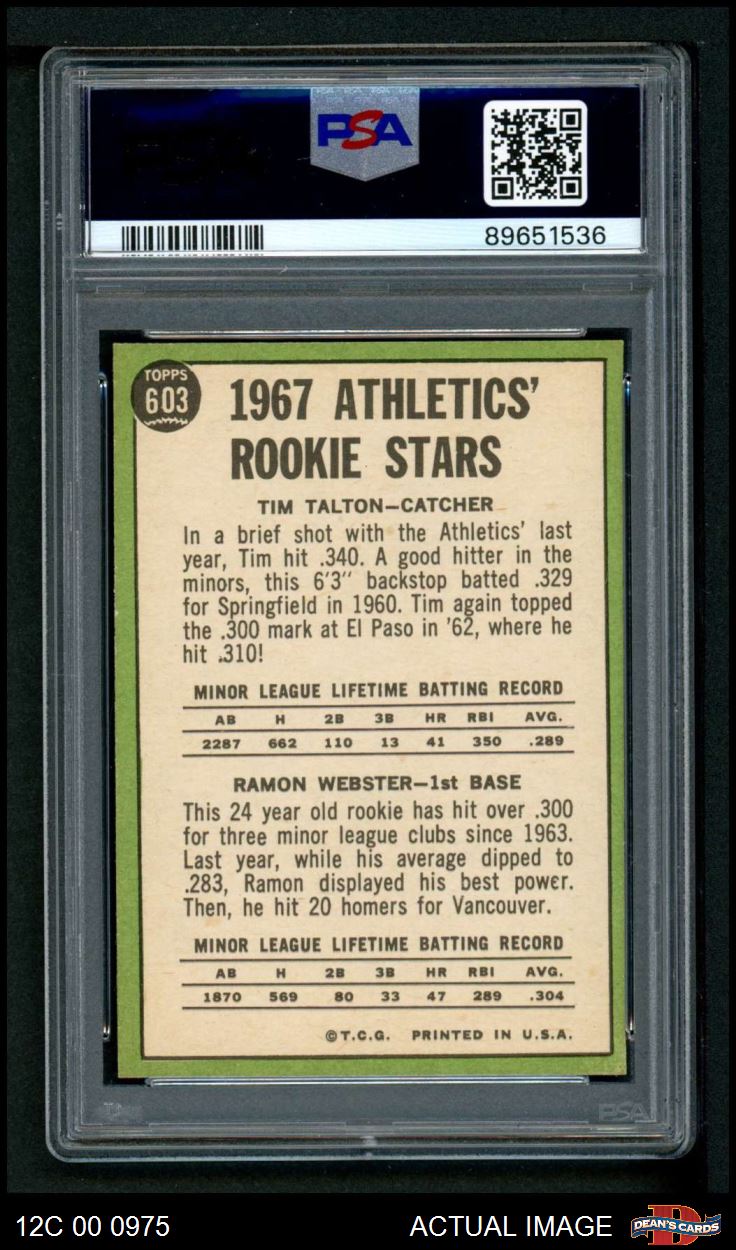 PSA
89651536
TOPPS
603
1967 ATHLETICS'
ROOKIE STARS
TIM TALTON—CATCHER
In a brief shot with the Athletics' last
year, Tim hit .340. A good hitter in the
minors, this 6'3" backstop batted .329
for Springfield in 1960. Tim again topped
the .300 mark at El Paso in '62, where he
hit .310!
MINOR LEAGUE LIFETIME BATTING RECORD
AB H 2B 3B HR RBI AVG.
2287 662 110 13 41 350 .289
RAMON WEBSTER—1st BASE
This 24 year old rookie has hit over .300
for three minor league clubs since 1963.
Last year, while his average dipped to
.283, Ramon displayed his best power.
Then, he hit 20 homers for Vancouver.
MINOR LEAGUE LIFETIME BATTING RECORD
AB H 2B 3B HR RBI AVG.
1870 569 80 33 47 289 .304
©T.C.G. PRINTED IN U.S.A.
PSA
12C 00 0975 ACTUAL IMAGE DEAN'S CARDS